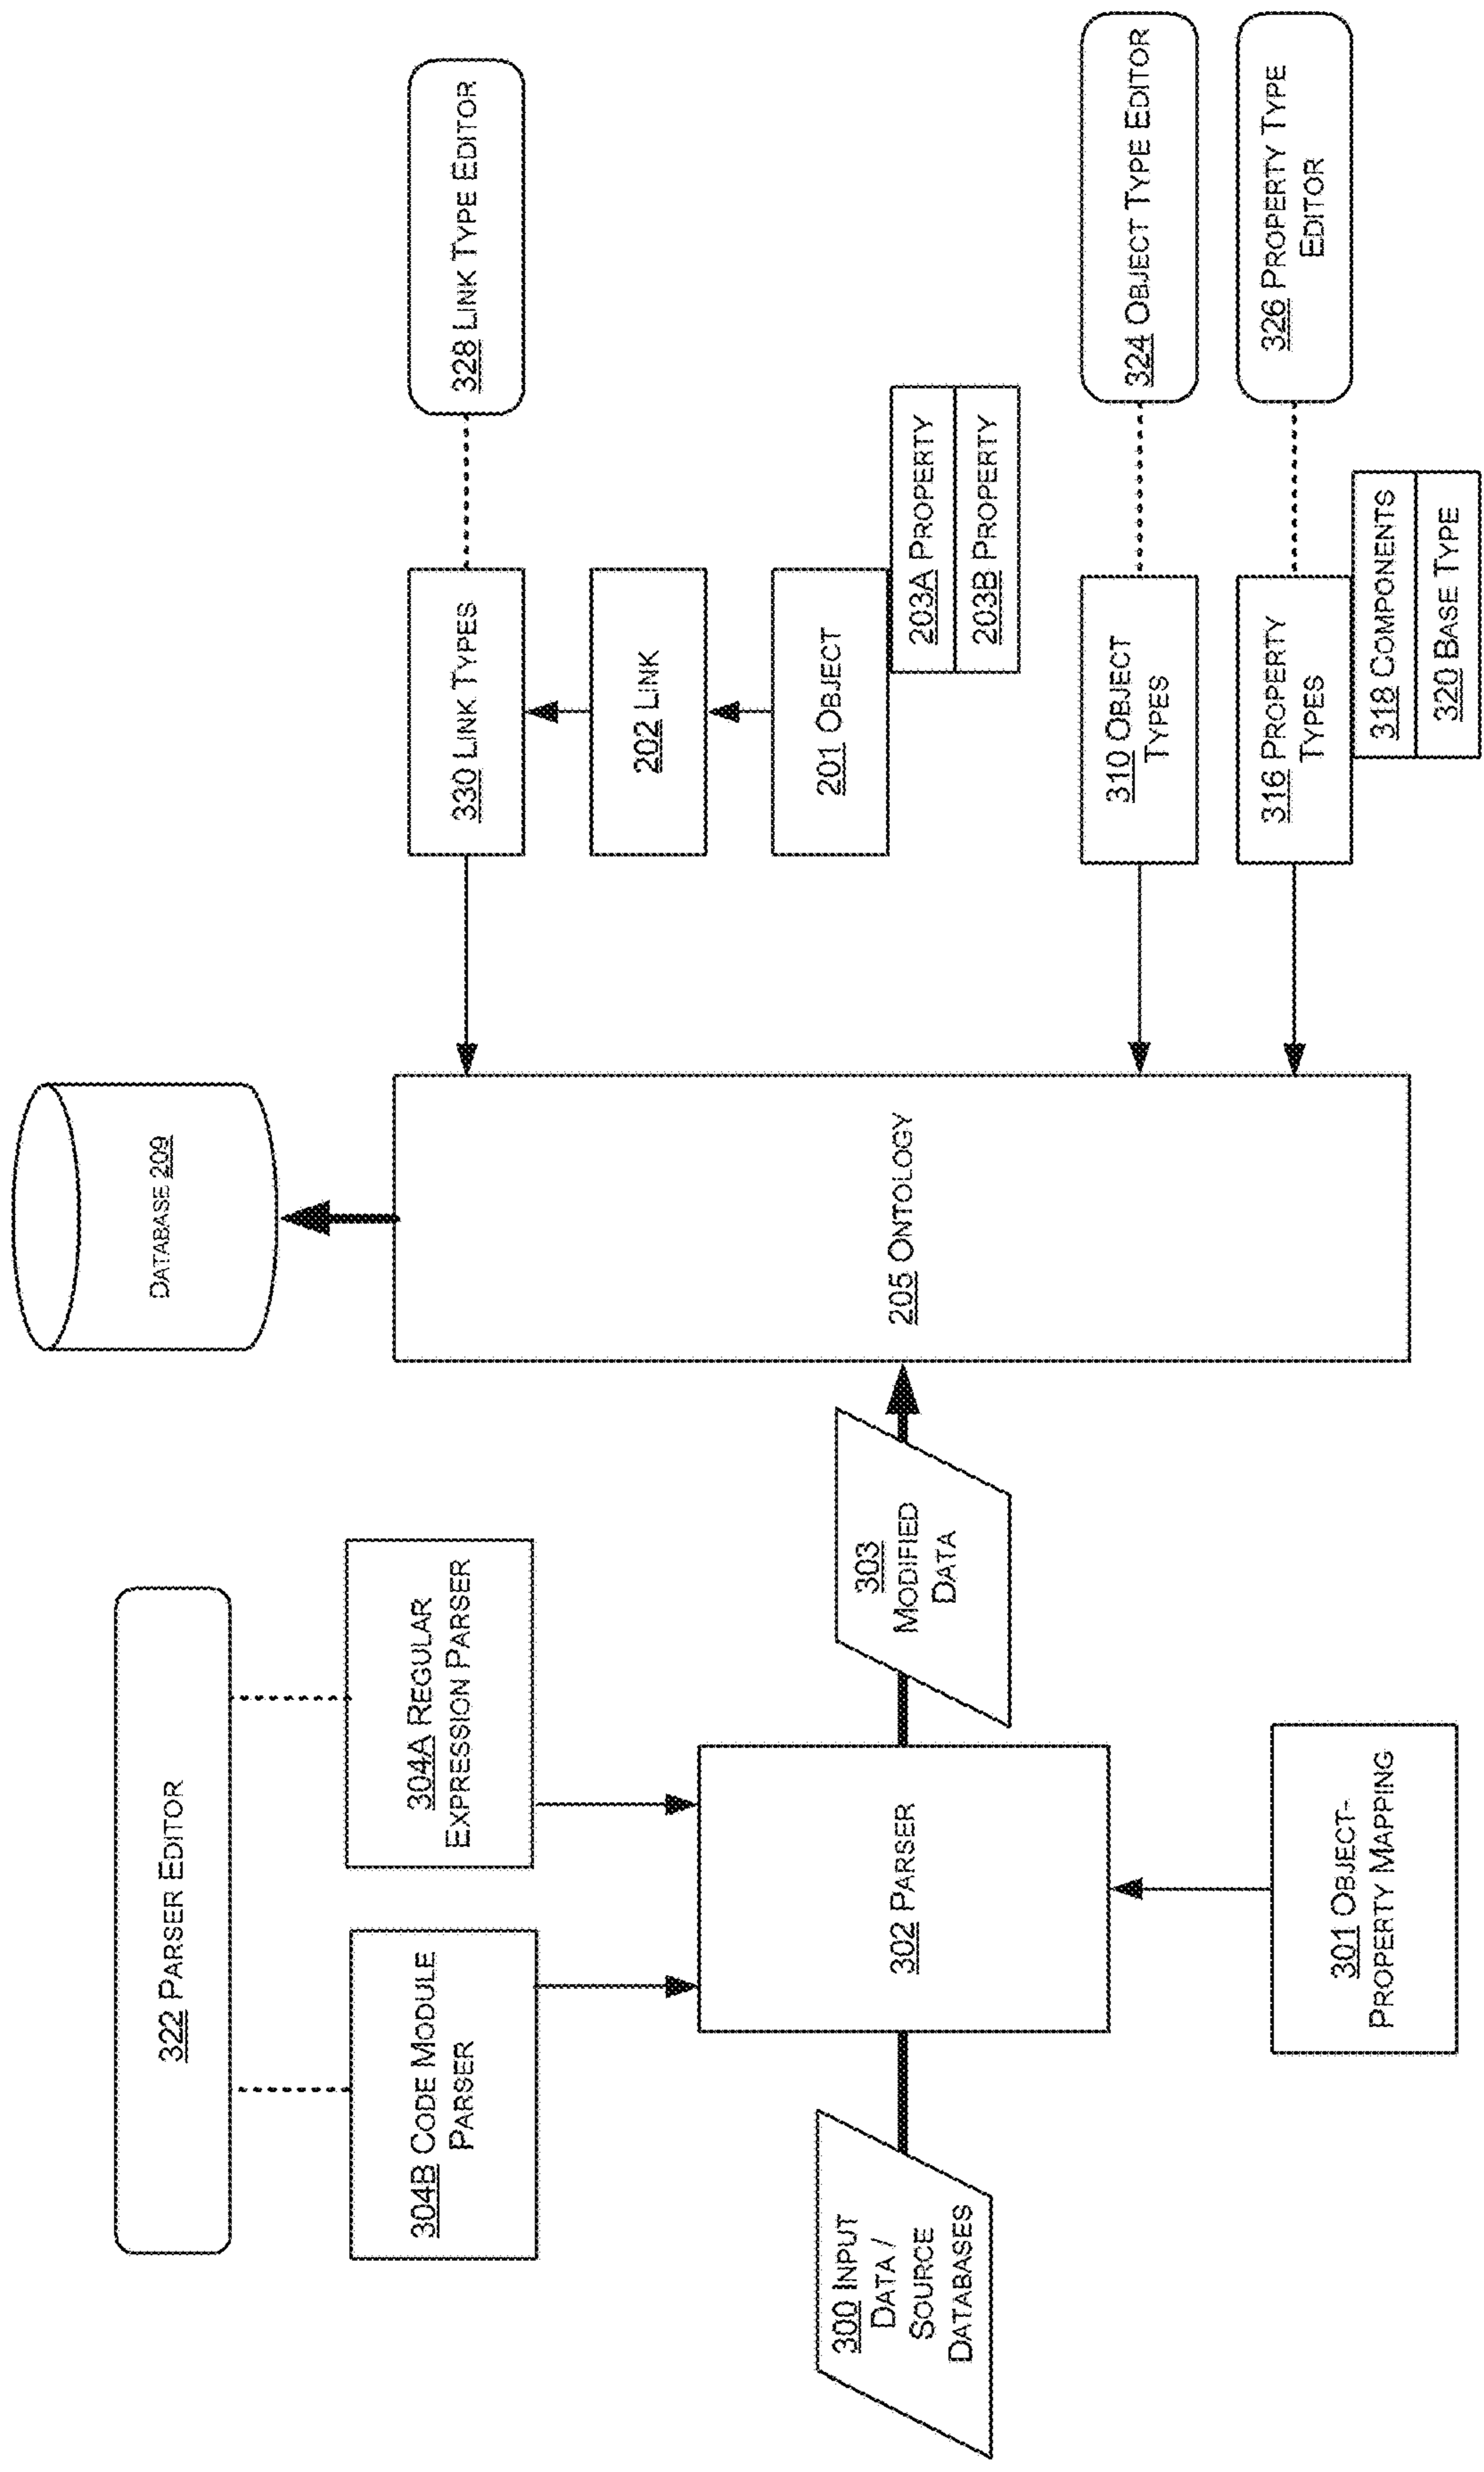 322 PARSER EDITOR
304B CODE MODULE
PARSER
304A REGULAR
EXPRESSION PARSER
300 INPUT
DATA /
SOURCE
DATABASES
302 PARSER
303
MODIFIED
DATA
301 OBJECT-
PROPERTY MAPPING
DATABASE 209
205 ONTOLOGY
330 LINK TYPES
328 LINK TYPE EDITOR
202 LINK
201 OBJECT
203A PROPERTY
203B PROPERTY
310 OBJECT
TYPES
324 OBJECT TYPE EDITOR
316 PROPERTY
TYPES
326 PROPERTY TYPE
EDITOR
318 COMPONENTS
320 BASE TYPE